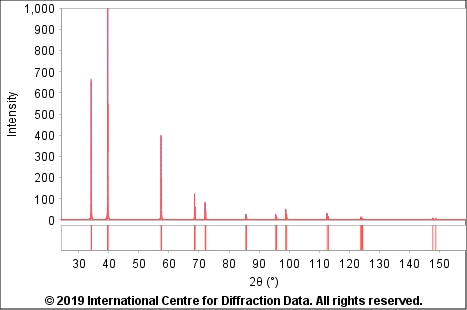 1,000
900
800
700
600
500
400
300
200
100
0
Intensity
30 40 50 60 70 80 90 100 110 120 130 140 150
2θ (°)
© 2019 International Centre for Diffraction Data. All rights reserved.